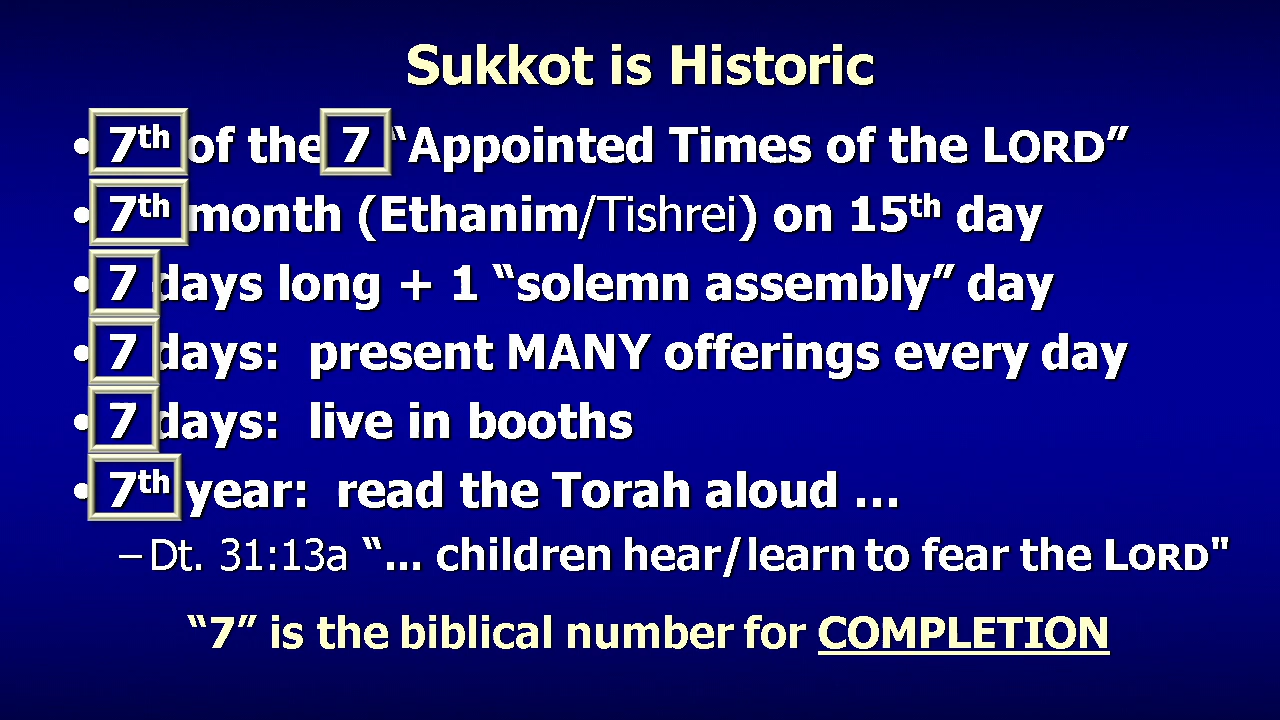 Sukkot is Historic
• 7th of the 7 “Appointed Times of the LORD”
• 7th month (Ethanim/Tishrei) on 15th day
• 7 days long + 1 “solemn assembly” day
• 7 days: present MANY offerings every day
• 7 days: live in booths
• 7th year: read the Torah aloud …
– Dt. 31:13a “... children hear/learn to fear the LORD"
“7” is the biblical number for COMPLETION